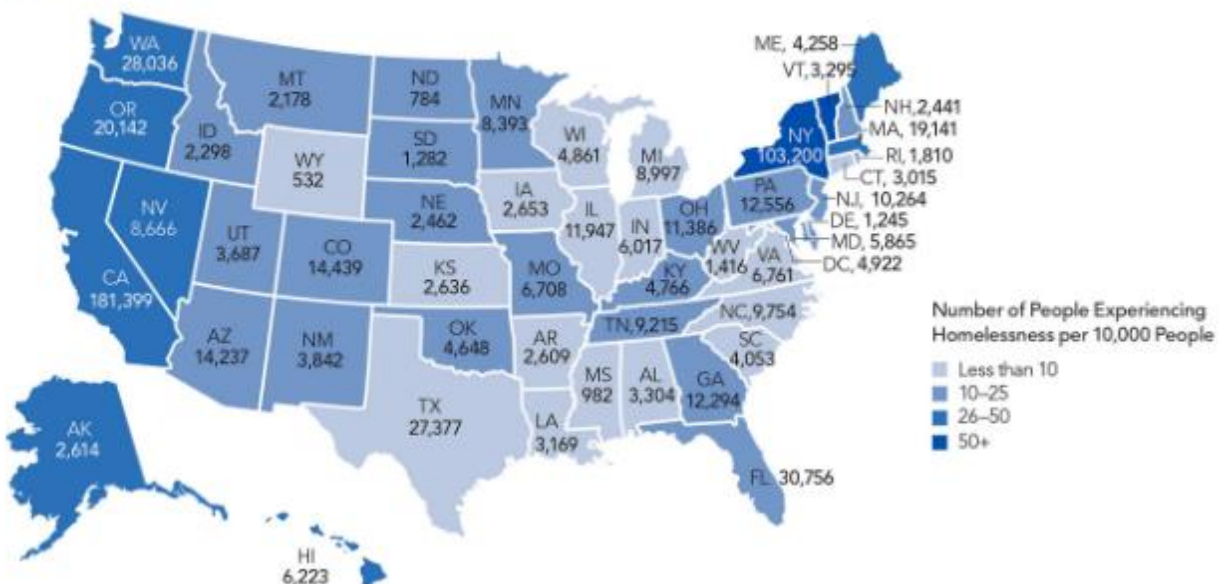 WA
28,036
OR
20,142
CA
181,399
NV
8,666
ID
2,298
MT
2,178
WY
532
UT
3,687
AZ
14,237
CO
14,439
NM
3,842
ND
784
SD
1,282
NE
2,462
KS
2,636
OK
4,648
TX
27,377
MN
8,393
IA
2,653
MO
6,708
AR
2,609
LA
3,169
WI
4,861
IL
11,947
MI
8,997
IN
6,017
OH
11,386
KY
4,766
TN, 9,215
MS
982
AL
3,304
GA
12,294
FL 30,756
SC
4,053
NC, 9,754
VA
6,761
WV
1,416
PA
12,556
NY
103,200
ME, 4,258
VT, 3,295
NH, 2,441
MA, 19,141
RI, 1,810
CT, 3,015
NJ, 10,264
DE, 1,245
MD, 5,865
DC, 4,922
AK
2,614
HI
6,223
Number of People Experiencing
Homelessness per 10,000 People
Less than 10
10–25
26–50
50+